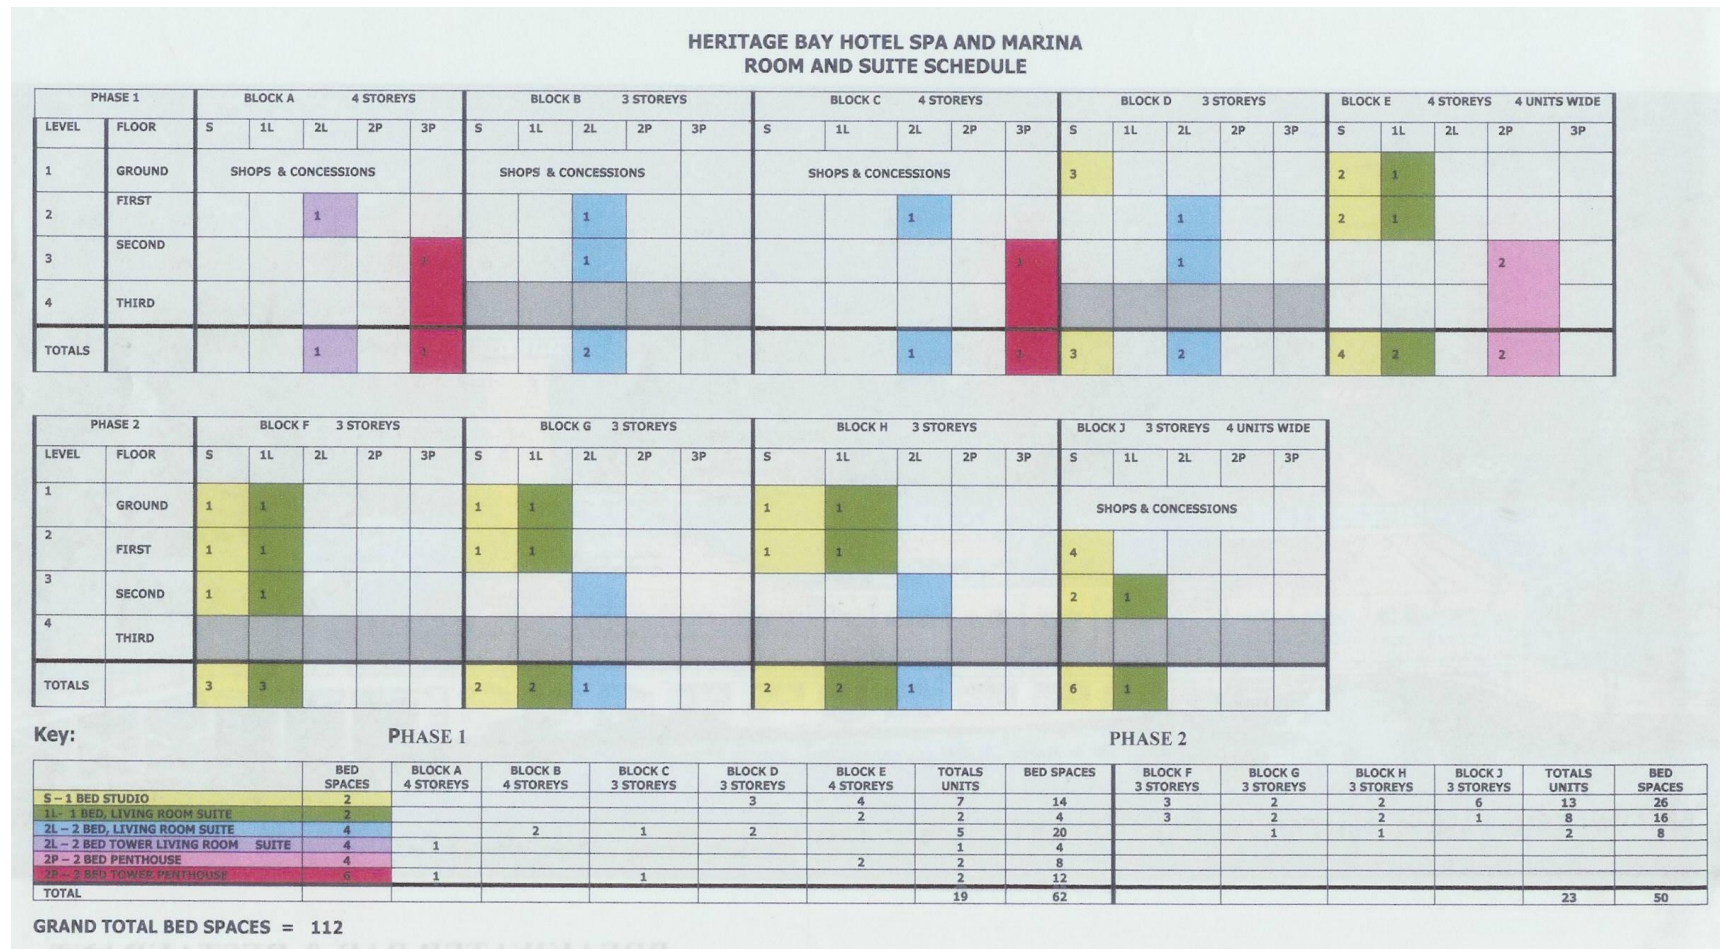 HERITAGE BAY HOTEL SPA AND MARINA
ROOM AND SUITE SCHEDULE
PHASE 1 BLOCK A 4 STOREYS BLOCK B 3 STOREYS BLOCK C 4 STOREYS BLOCK D 3 STOREYS BLOCK E 4 STOREYS 4 UNITS WIDE
LEVEL FLOOR S 1L 2L 2P 3P S 1L 2L 2P 3P S 1L 2L 2P 3P S 1L 2L 2P 3P S 1L 2L 2P 3P
1 GROUND SHOPS & CONCESSIONS SHOPS & CONCESSIONS SHOPS & CONCESSIONS 3 2 1
2 FIRST 1 1 1 1 2 1
3 SECOND 1 1 1 1 2
4 THIRD
TOTALS 1 1 2 1 1 3 2 4 2 2
PHASE 2 BLOCK F 3 STOREYS BLOCK G 3 STOREYS BLOCK H 3 STOREYS BLOCK J 3 STOREYS 4 UNITS WIDE
LEVEL FLOOR S 1L 2L 2P 3P S 1L 2L 2P 3P S 1L 2L 2P 3P S 1L 2L 2P 3P
1 GROUND 1 1 1 1 1 1 SHOPS & CONCESSIONS
2 FIRST 1 1 1 1 1 1 4
3 SECOND 1 1 2 1
4 THIRD
TOTALS 3 3 2 2 1 2 2 1 6 1
Key: PHASE 1 PHASE 2
BED SPACES BLOCK A 4 STOREYS BLOCK B 4 STOREYS BLOCK C 3 STOREYS BLOCK D 3 STOREYS BLOCK E 4 STOREYS TOTALS UNITS BED SPACES BLOCK F 3 STOREYS BLOCK G 3 STOREYS BLOCK H 3 STOREYS BLOCK J 3 STOREYS TOTALS UNITS BED SPACES
S – 1 BED STUDIO 2 3 4 7 14 3 2 2 6 13 26
1L- 1 BED, LIVING ROOM SUITE 2 2 2 4 3 2 2 1 8 16
2L – 2 BED, LIVING ROOM SUITE 4 2 1 2 5 20 1 1 2 8
2L – 2 BED TOWER LIVING ROOM SUITE 4 1 1 4
2P – 2 BED PENTHOUSE 4 2 2 8
2P – 3 BED TOWER PENTHOUSE 6 1 1 2 12
TOTAL 19 62 23 50
GRAND TOTAL BED SPACES = 112